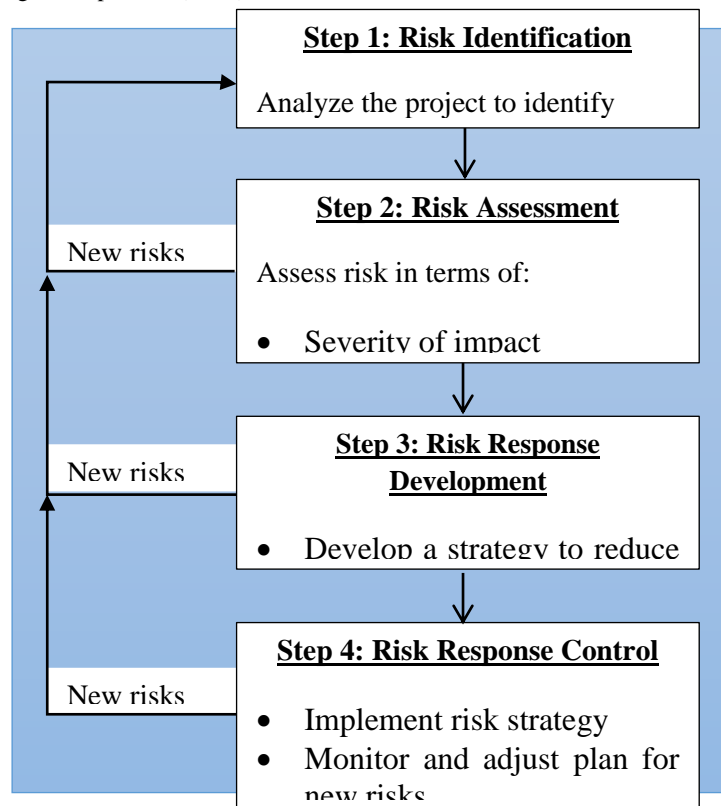 Step 1: Risk Identification
Analyze the project to identify
Step 2: Risk Assessment
New risks
Assess risk in terms of:
• Severity of impact
Step 3: Risk Response
Development
New risks
• Develop a strategy to reduce
Step 4: Risk Response Control
New risks
• Implement risk strategy
• Monitor and adjust plan for
new risks